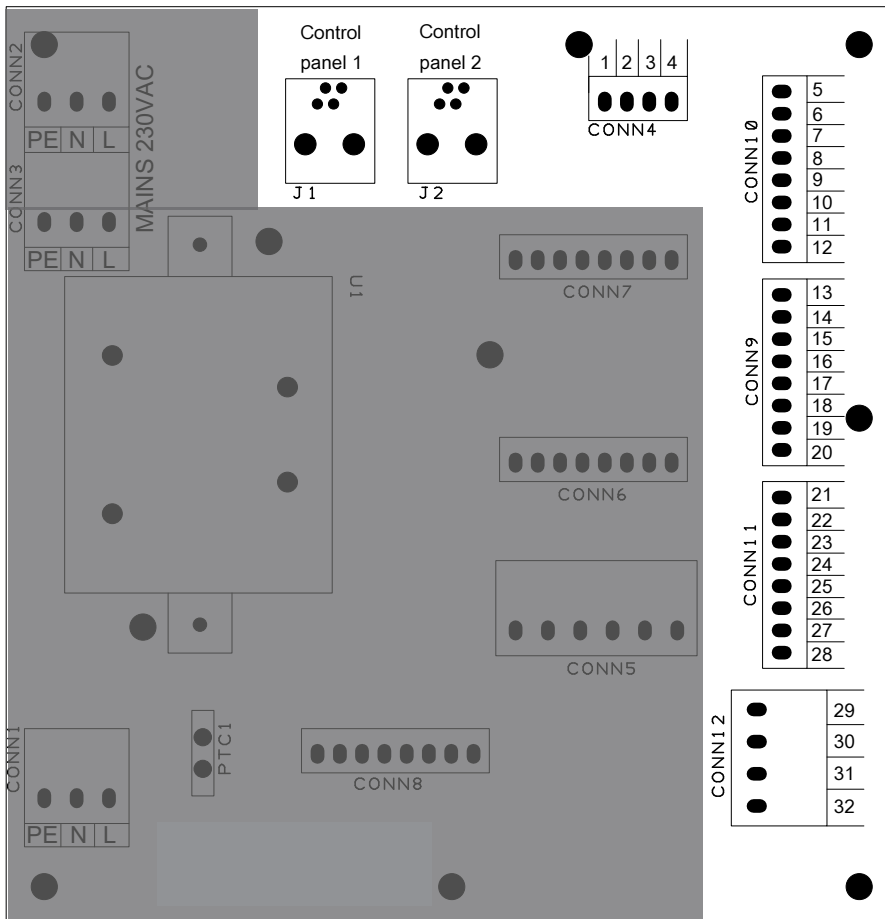 Control
panel 1
Control
panel 2
1 2 3 4
CONN4
J1
J2
CONN2
PE N L
MAINS 230VAC
CONN3
PE N L
U1
CONN7
CONN10
5
6
7
8
9
10
11
12
CONN9
13
14
15
16
17
18
19
20
CONN6
CONN11
21
22
23
24
25
26
27
28
CONN5
CONN12
29
30
31
32
CONN1
PE N L
PTC1
CONN8